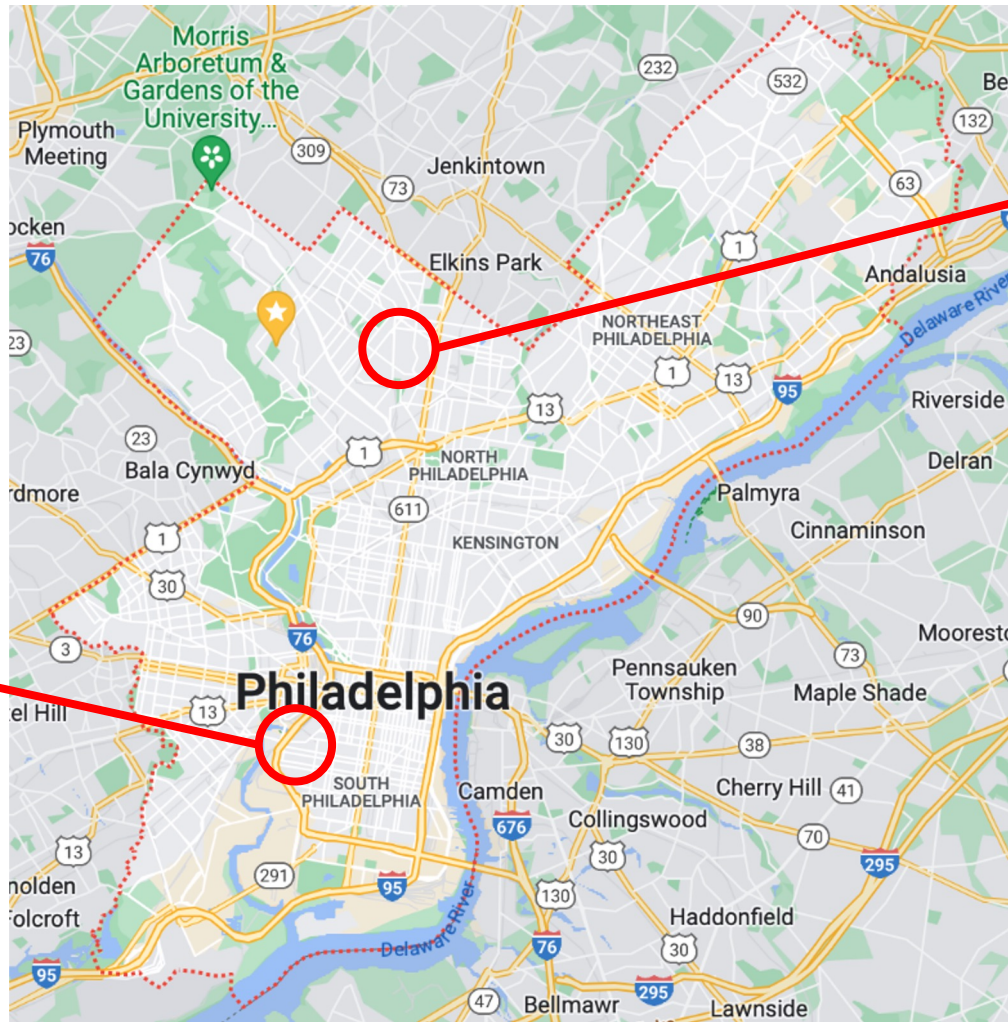 Morris
Arboretum &
Gardens of the
University...
232
532
Be
Plymouth
Meeting
309
132
Jenkintown
73
63
ocken
76
Elkins Park
1
Andalusia
Delaware River
NORTHEAST
PHILADELPHIA
23
1
13
95
13
Riverside
23
1
Bala Cynwyd
NORTH
PHILADELPHIA
Delran
rdmore
Palmyra
611
Cinnaminson
1
KENSINGTON
30
90
76
Moorest
3
73
Pennsauken
Township
Philadelphia
Maple Shade
13
el Hill
30
130
38
SOUTH
PHILADELPHIA
Camden
Cherry Hill
41
676
Collingswood
70
13
30
295
291
95
nolden
130
Folcroft
Haddonfield
Delaware River
76
30
95
295
47
Bellmawr
Lawnside